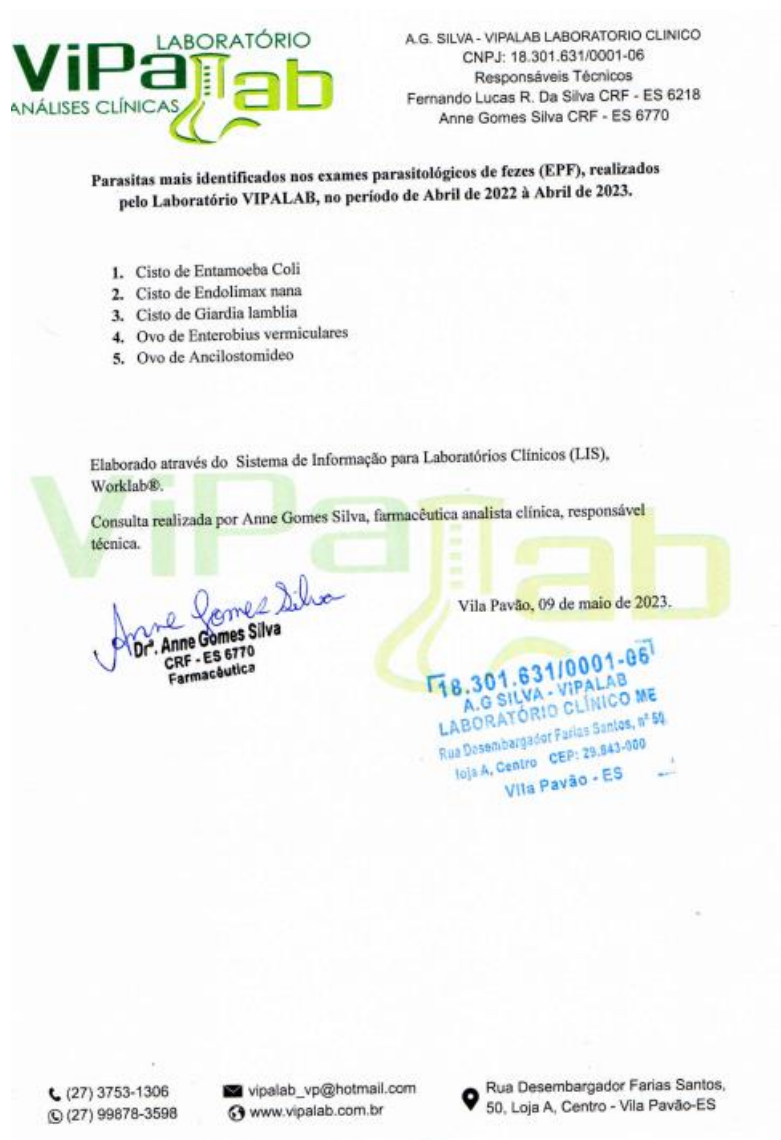 LABORATÓRIO
ViPalab
ANÁLISES CLÍNICAS
A.G. SILVA - VIPALAB LABORATORIO CLINICO
CNPJ: 18.301.631/0001-06
Responsáveis Técnicos
Fernando Lucas R. Da Silva CRF - ES 6218
Anne Gomes Silva CRF - ES 6770
Parasitas mais identificados nos exames parasitológicos de fezes (EPF), realizados
pelo Laboratório VIPALAB, no período de Abril de 2022 à Abril de 2023.
1. Cisto de Entamoeba Coli
2. Cisto de Endolimax nana
3. Cisto de Giardia lamblia
4. Ovo de Enterobius vermiculares
5. Ovo de Ancilostomideo
Elaborado através do Sistema de Informação para Laboratórios Clínicos (LIS),
Worklab®.
Consulta realizada por Anne Gomes Silva, farmacêutica analista clínica, responsável
técnica.
ViPalab
Anne Gomes Silva
Drª. Anne Gomes Silva
CRF - ES 6770
Farmacêutica
Vila Pavão, 09 de maio de 2023.
18.301.631/0001-06
A.G SILVA - VIPALAB
LABORATÓRIO CLÍNICO ME
Rua Desembargador Farias Santos, nº 50,
loja A, Centro CEP: 29.843-000
Vila Pavão - ES
(27) 3753-1306
(27) 99878-3598
vipalab_vp@hotmail.com
www.vipalab.com.br
Rua Desembargador Farias Santos,
50, Loja A, Centro - Vila Pavão-ES